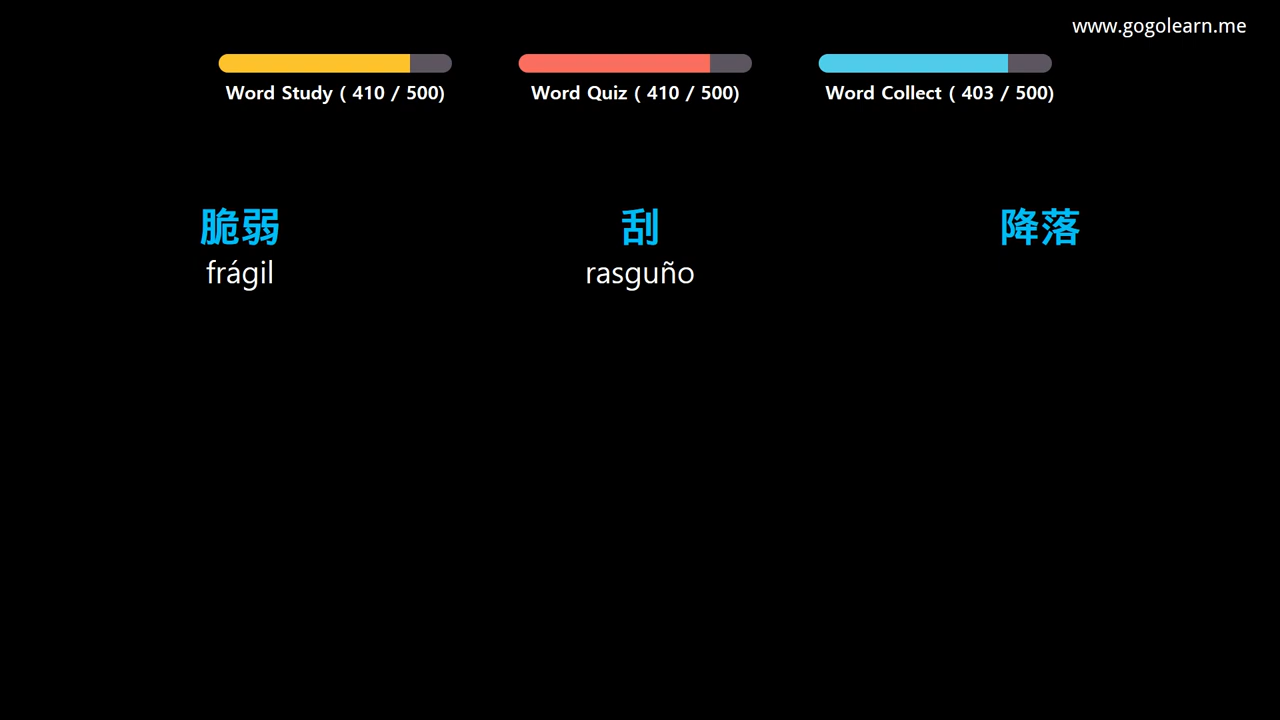 www.gogolearn.me
Word Study ( 410 / 500)
Word Quiz ( 410 / 500)
Word Collect ( 403 / 500)
脆弱
frágil
刮
rasguño
降落